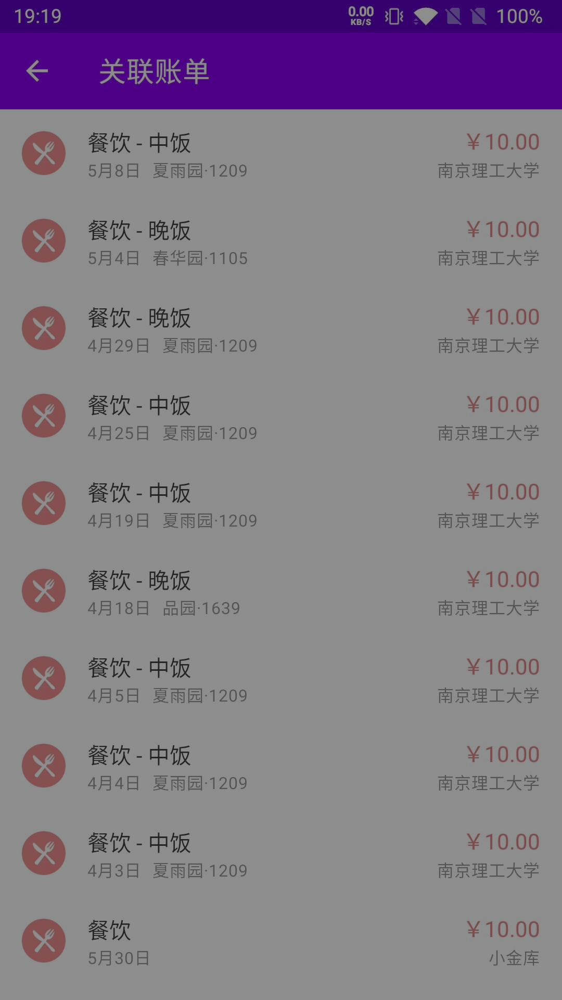 19:19 0.00 KB/S 100%
关联账单
餐饮 - 中饭 ¥10.00
5月8日 夏雨园·1209 南京理工大学
餐饮 - 晚饭 ¥10.00
5月4日 春华园·1105 南京理工大学
餐饮 - 晚饭 ¥10.00
4月29日 夏雨园·1209 南京理工大学
餐饮 - 中饭 ¥10.00
4月25日 夏雨园·1209 南京理工大学
餐饮 - 中饭 ¥10.00
4月19日 夏雨园·1209 南京理工大学
餐饮 - 晚饭 ¥10.00
4月18日 品园·1639 南京理工大学
餐饮 - 中饭 ¥10.00
4月5日 夏雨园·1209 南京理工大学
餐饮 - 中饭 ¥10.00
4月4日 夏雨园·1209 南京理工大学
餐饮 - 中饭 ¥10.00
4月3日 夏雨园·1209 南京理工大学
餐饮 ¥10.00
5月30日 小金库